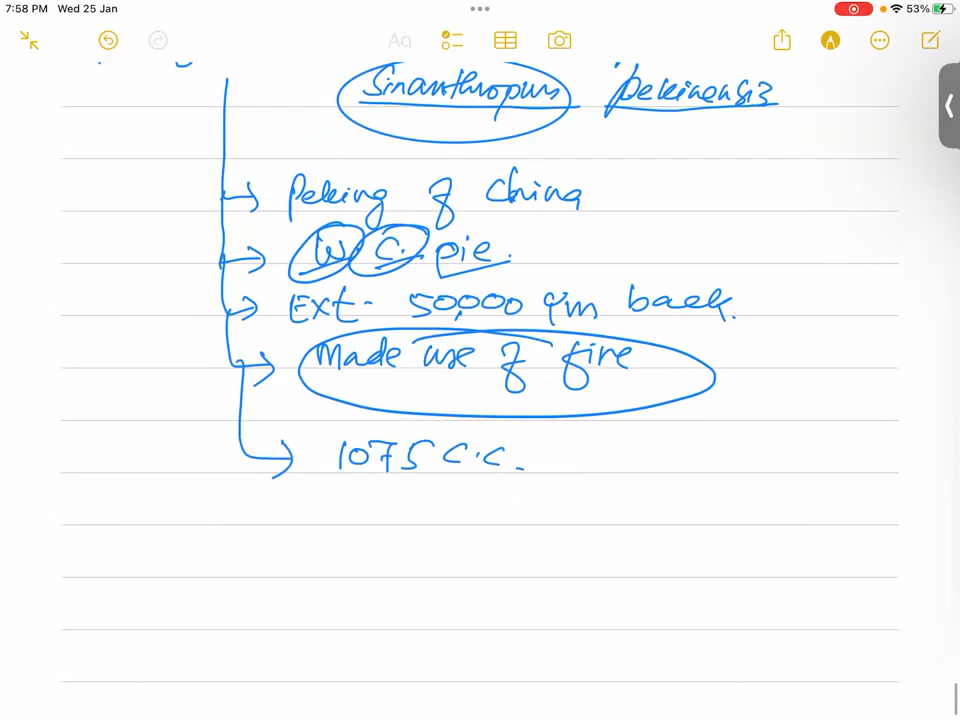 7:58 PM Wed 25 Jan
53%
Aa
Sinanthropus pekinensis
Peking of China
W. C. pie.
Ext- 50,000 back.
Made use of fire
1075 C.C.